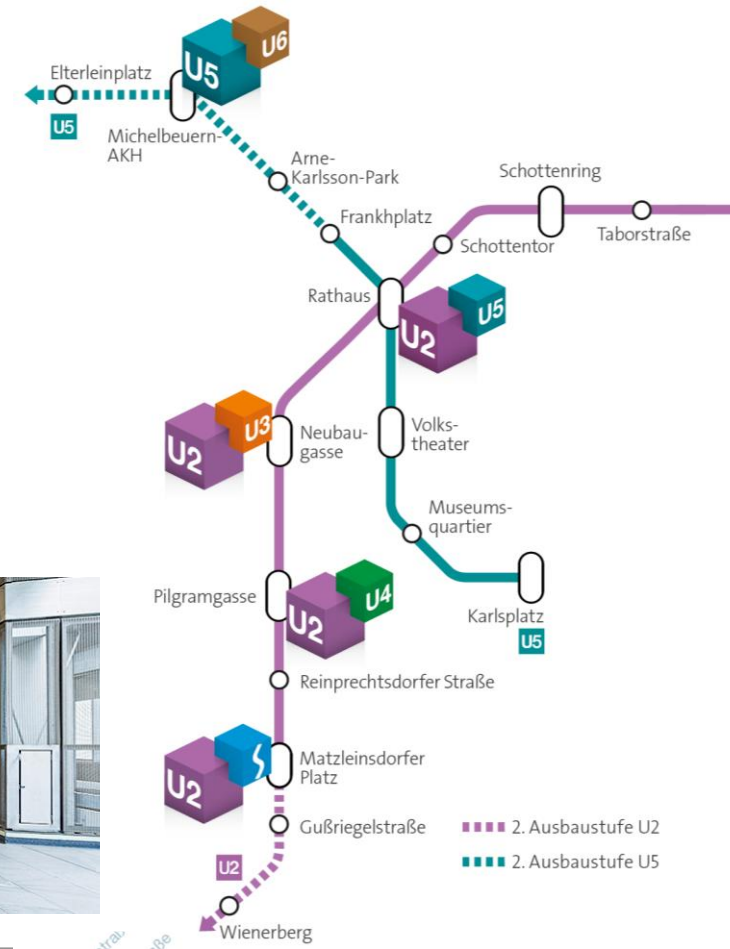 U6
U5
Elterleinplatz
U5
Michelbeuern-
AKH
Arne-
Karlsson-Park
Schottenring
Frankhplatz
Schottentor
Taborstraße
Rathaus
U5
U2
U3
U2
Neubau-
gasse
Volks-
theater
Museums-
quartier
Pilgramgasse
U4
U2
Karlsplatz
U5
Reinprechtsdorfer Straße
U2
Matzleinsdorfer
Platz
Gußriegelstraße
2. Ausbaustufe U2
2. Ausbaustufe U5
U2
Wienerberg